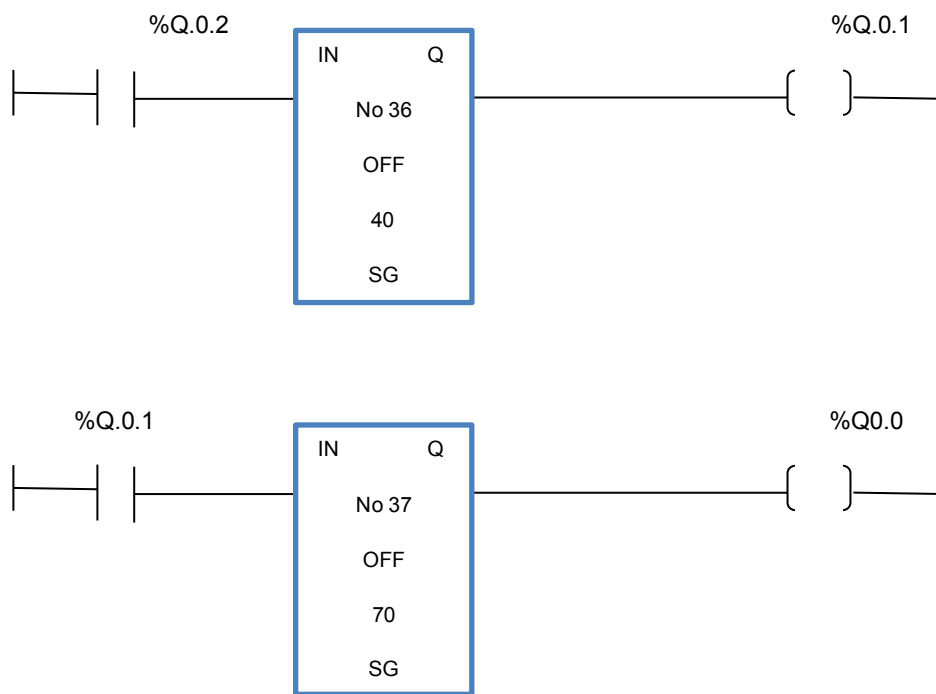 %Q.0.2 %Q.0.1
IN Q
No 36
OFF
40
SG
%Q.0.1 %Q0.0
IN Q
No 37
OFF
70
SG